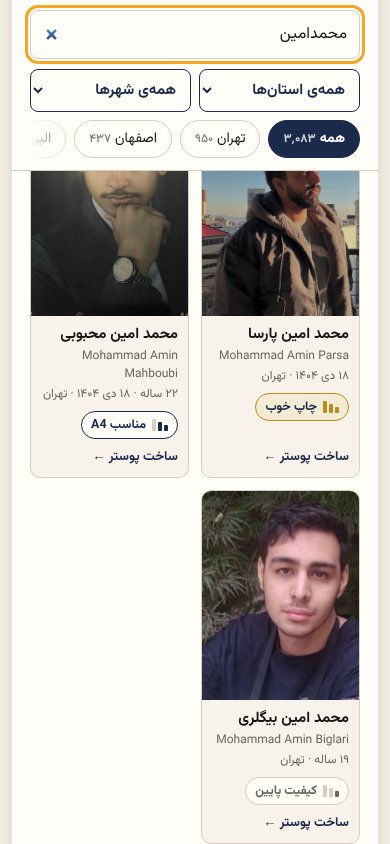 محمدامین ×
همه‌ی استان‌ها
همه‌ی شهرها
همه ۳,۰۸۳
تهران ۹۵۰
اصفهان ۴۳۷
البر
محمد امین پارسا
Mohammad Amin Parsa
۱۸ دی ۱۴۰۴ · تهران
چاپ خوب
ساخت پوستر ←
محمد امین محبوبی
Mohammad Amin
Mahboubi
۲۲ ساله · ۱۸ دی ۱۴۰۴ · تهران
مناسب A4
ساخت پوستر ←
محمد امین بیگلری
Mohammad Amin Biglari
۱۹ ساله · تهران
کیفیت پایین
ساخت پوستر ←